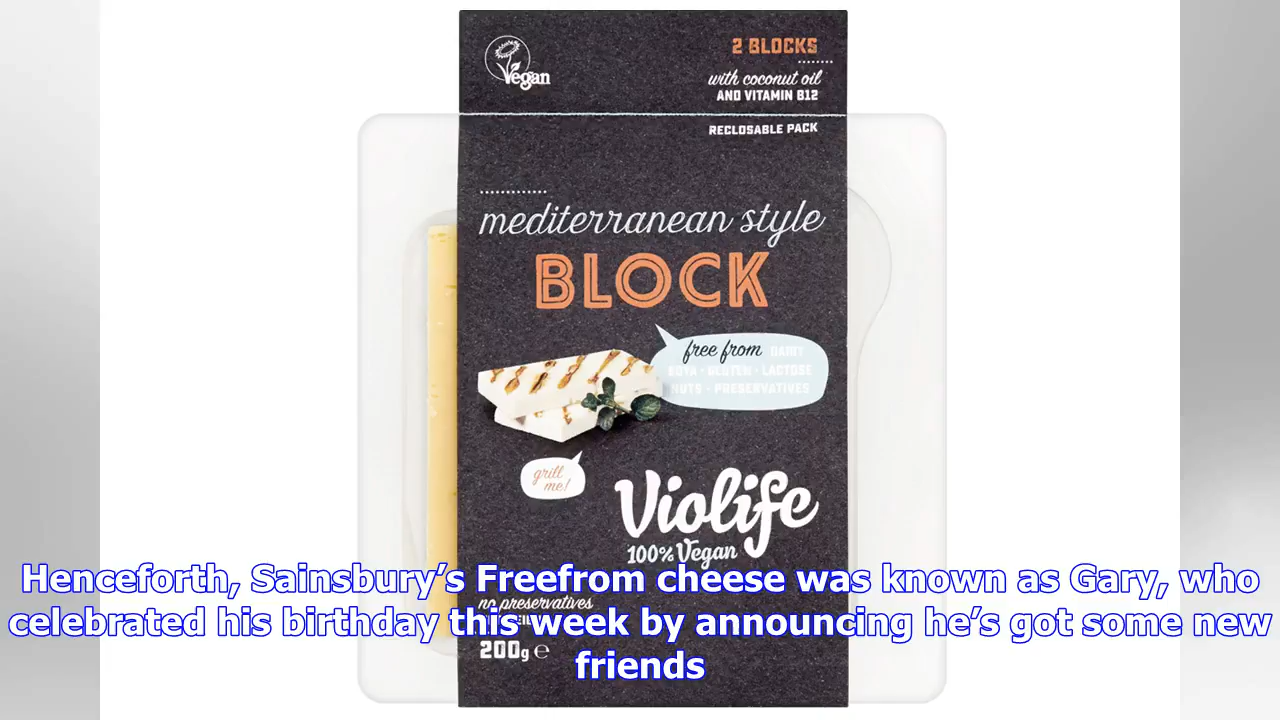 Vegan
2 BLOCKS
with coconut oil
AND VITAMIN B12
RECLOSABLE PACK
mediterranean style
BLOCK
free from DAIRY
SOYA · GLUTEN · LACTOSE
NUTS · PRESERVATIVES
grill
me!
Violife
100% Vegan
Henceforth, Sainsbury’s Freefrom cheese was known as Gary, who
no preservatives
celebrated his birthday this week by announcing he’s got some new
200g e
friends